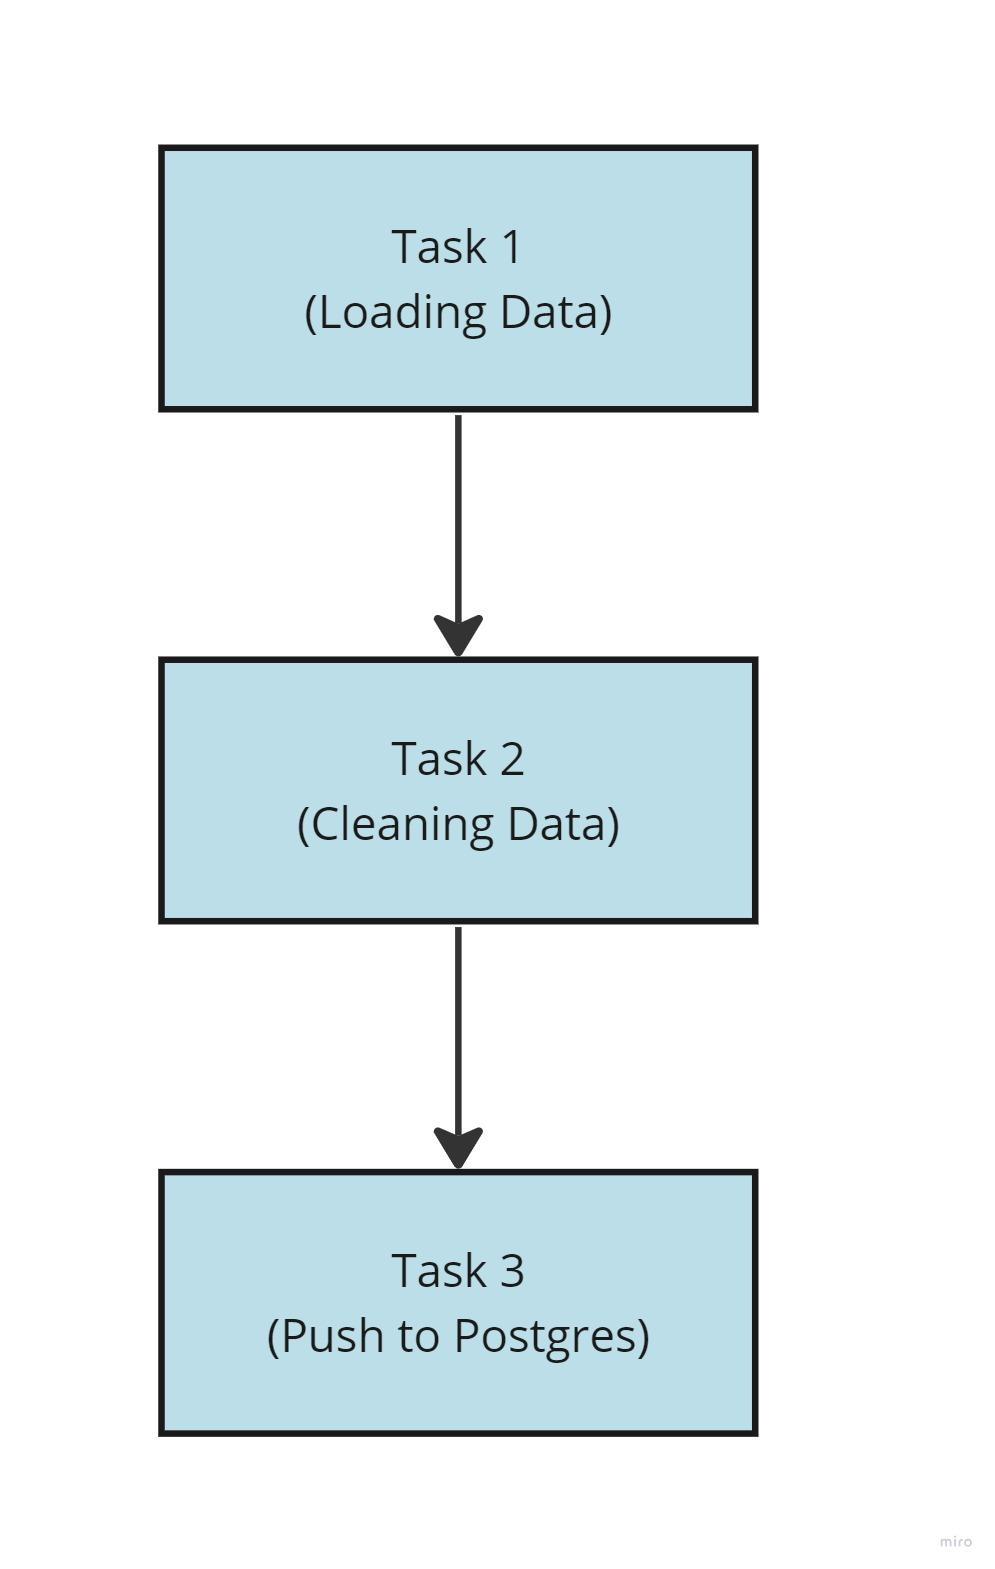 Task 1
(Loading Data)
Task 2
(Cleaning Data)
Task 3
(Push to Postgres)
miro